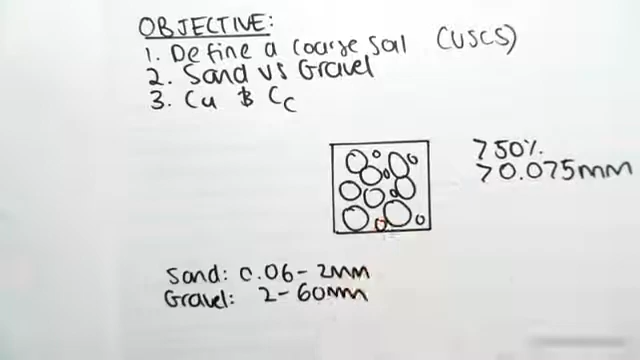 OBJECTIVE:
1. Define a coarse soil (USCS)
2. Sand vs Gravel
3. Cu & Cc
>50%
>0.075mm
Sand: 0.06-2mm
Gravel: 2-60mm